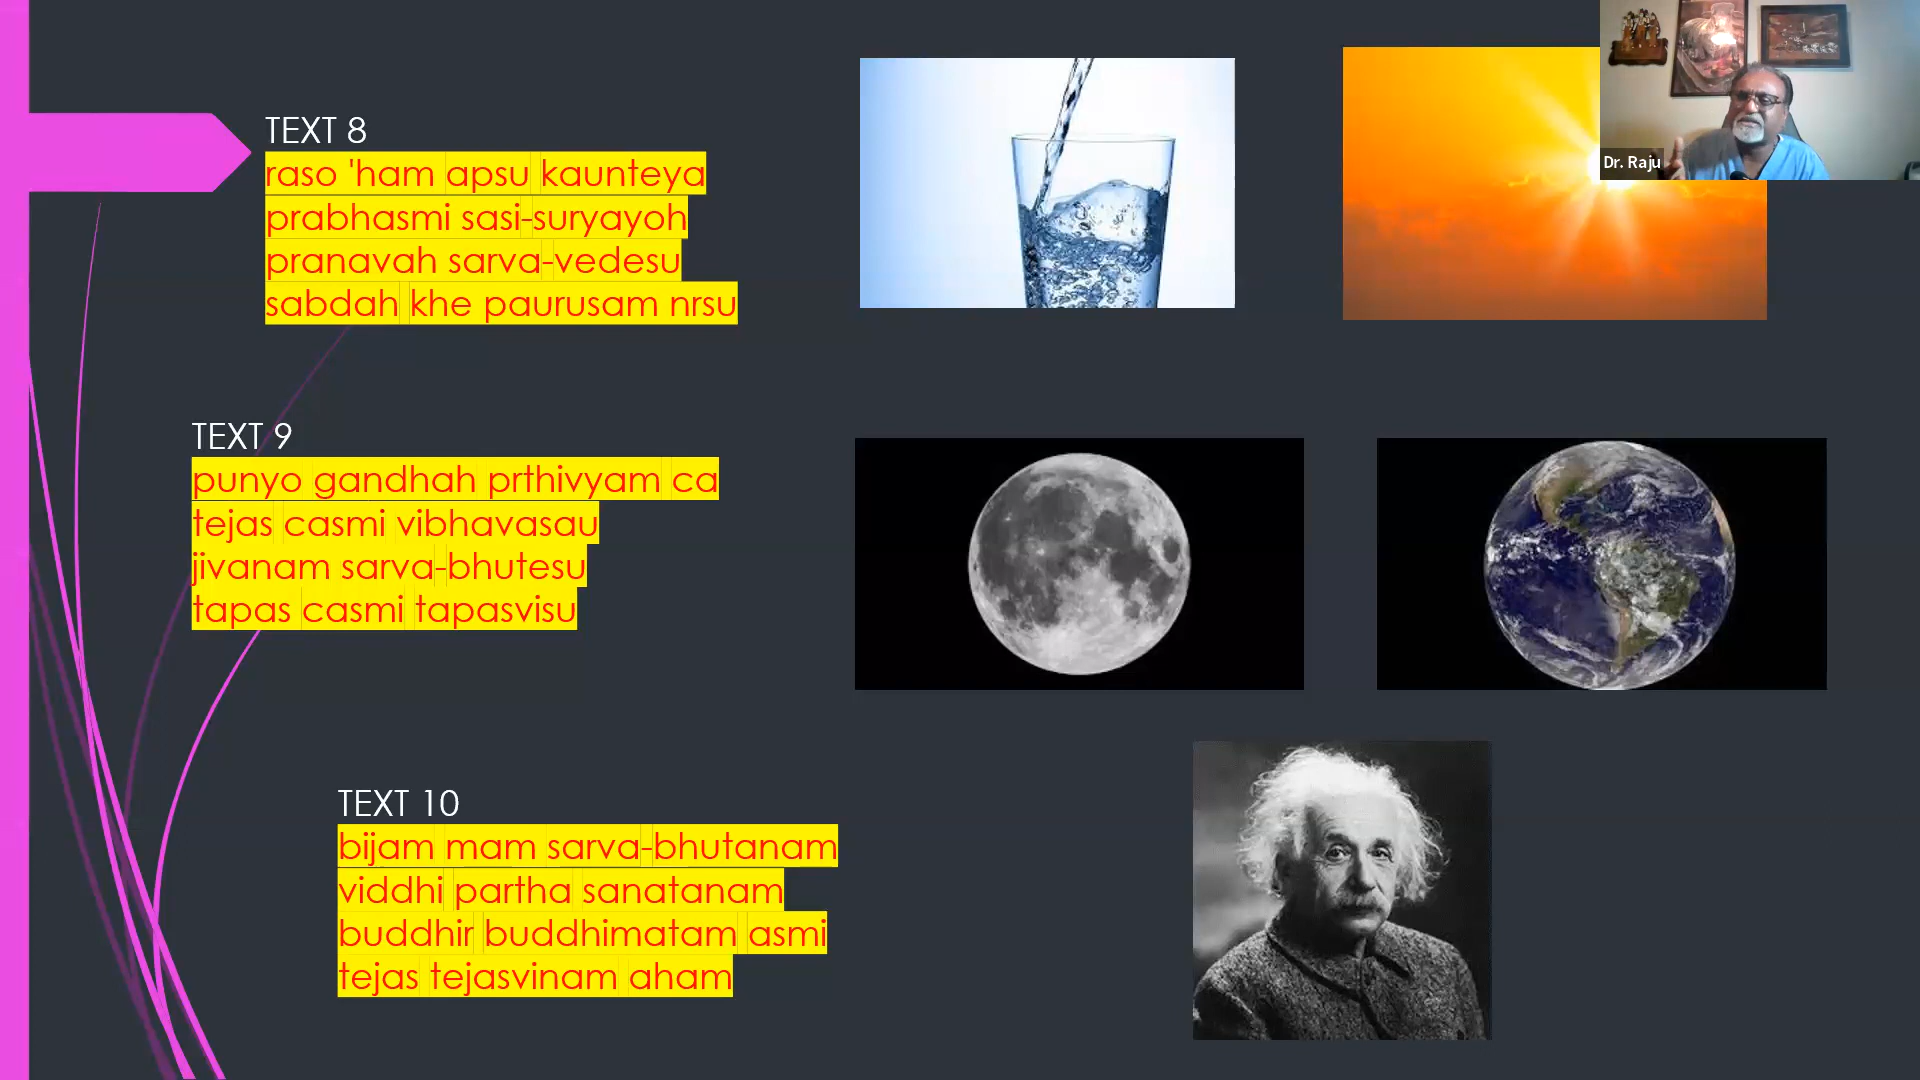 TEXT 8
raso 'ham apsu kaunteya
prabhasmi sasi-suryayoh
pranavah sarva-vedesu
sabdah khe paurusam nrsu
Dr. Raju
TEXT 9
punyo gandhah prthivyam ca
tejas casmi vibhavasau
jivanam sarva-bhutesu
tapas casmi tapasvisu
TEXT 10
bijam mam sarva-bhutanam
viddhi partha sanatanam
buddhir buddhimatam asmi
tejas tejasvinam aham